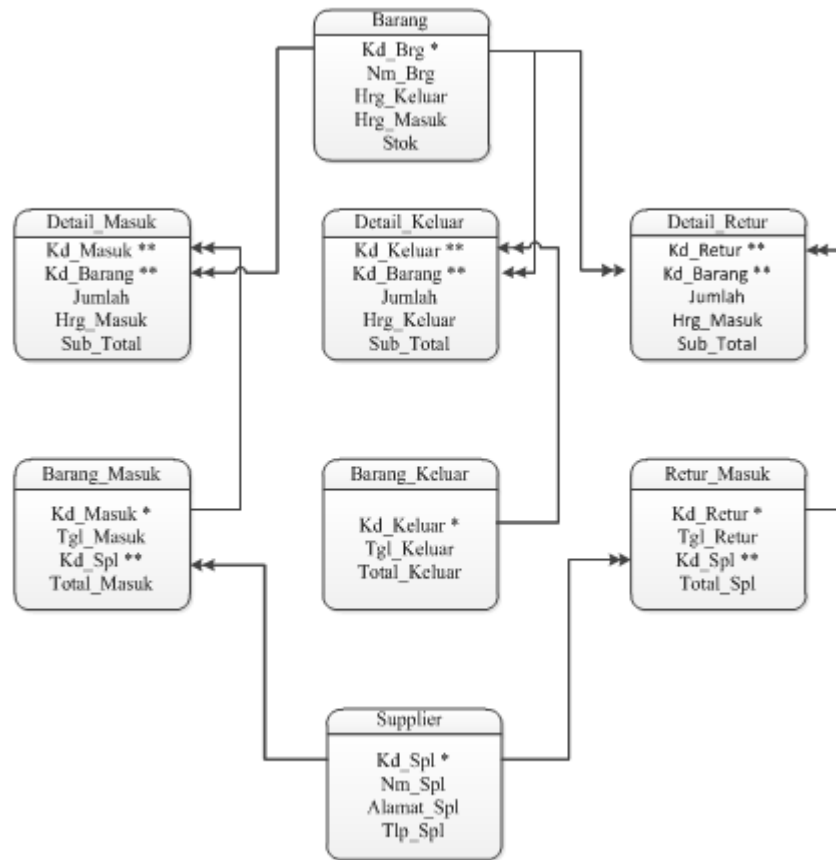 Barang
Kd_Brg *
Nm_Brg
Hrg_Keluar
Hrg_Masuk
Stok
Detail_Masuk
Kd_Masuk **
Kd_Barang **
Jumlah
Hrg_Masuk
Sub_Total
Detail_Keluar
Kd_Keluar **
Kd_Barang **
Jumlah
Hrg_Keluar
Sub_Total
Detail_Retur
Kd_Retur **
Kd_Barang **
Jumlah
Hrg_Masuk
Sub_Total
Barang_Masuk
Kd_Masuk *
Tgl_Masuk
Kd_Spl **
Total_Masuk
Barang_Keluar
Kd_Keluar *
Tgl_Keluar
Total_Keluar
Retur_Masuk
Kd_Retur *
Tgl_Retur
Kd_Spl **
Total_Spl
Supplier
Kd_Spl *
Nm_Spl
Alamat_Spl
Tlp_Spl